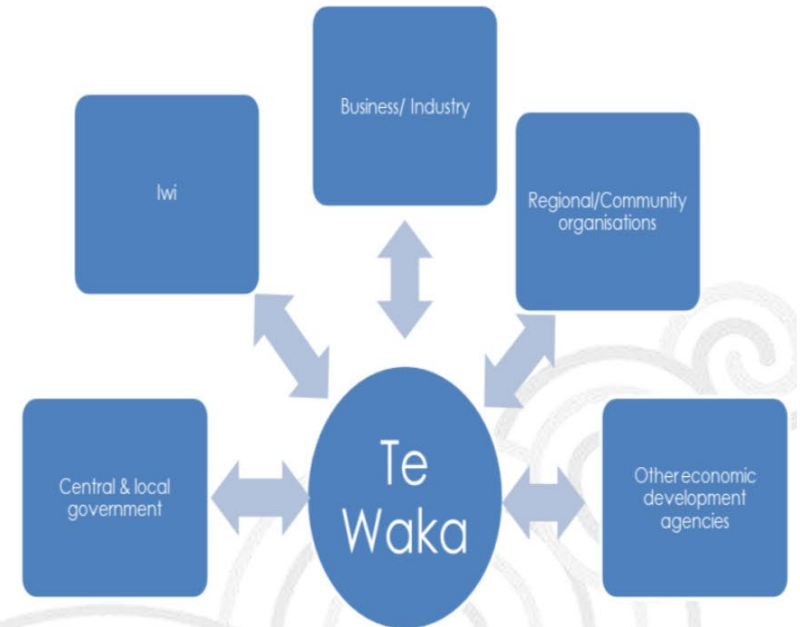 Business/ Industry
Iwi
Regional/Community
organisations
Te
Waka
Central & local
government
Other economic
development
agencies